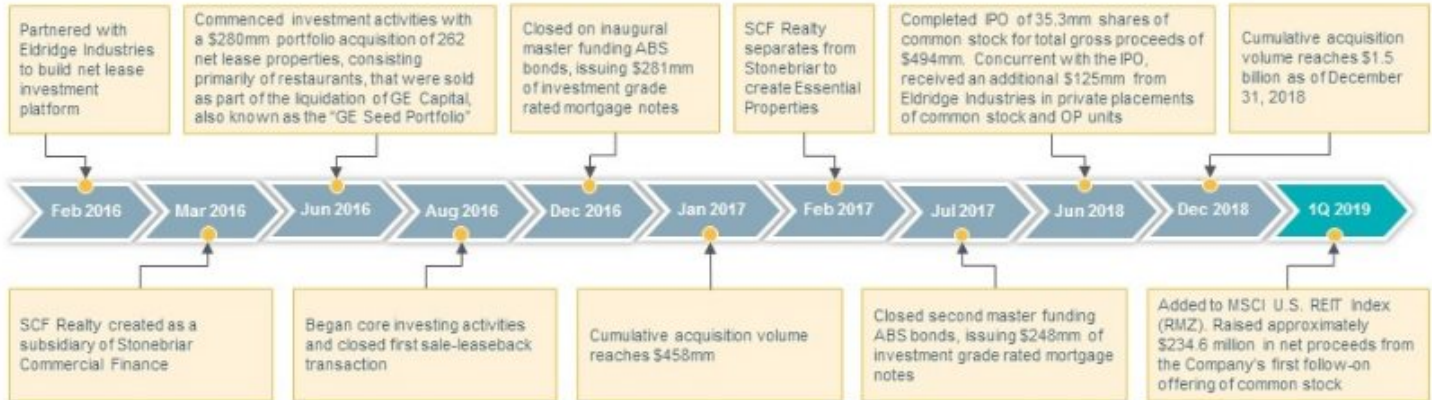 Partnered with
Eldridge Industries
to build net lease
investment
platform
Commenced investment activities with
a $280mm portfolio acquisition of 262
net lease properties, consisting
primarily of restaurants, that were sold
as part of the liquidation of GE Capital,
also known as the "GE Seed Portfolio"
Closed on inaugural
master funding ABS
bonds, issuing $281mm
of investment grade
rated mortgage notes
SCF Realty
separates from
Stonebriar to
create Essential
Properties
Completed IPO of 35.3mm shares of
common stock for total gross proceeds of
$494mm. Concurrent with the IPO,
received an additional $125mm from
Eldridge Industries in private placements
of common stock and OP units
Cumulative acquisition
volume reaches $1.5
billion as of December
31, 2018
Feb 2016
Mar 2016
Jun 2016
Aug 2016
Dec 2016
Jan 2017
Feb 2017
Jul 2017
Jun 2018
Dec 2018
1Q 2019
SCF Realty created as a
subsidiary of Stonebriar
Commercial Finance
Began core investing activities
and closed first sale-leaseback
transaction
Cumulative acquisition volume
reaches $458mm
Closed second master funding
ABS bonds, issuing $248mm of
investment grade rated mortgage
notes
Added to MSCI U.S. REIT Index
(RMZ). Raised approximately
$234.6 million in net proceeds from
the Company's first follow-on
offering of common stock